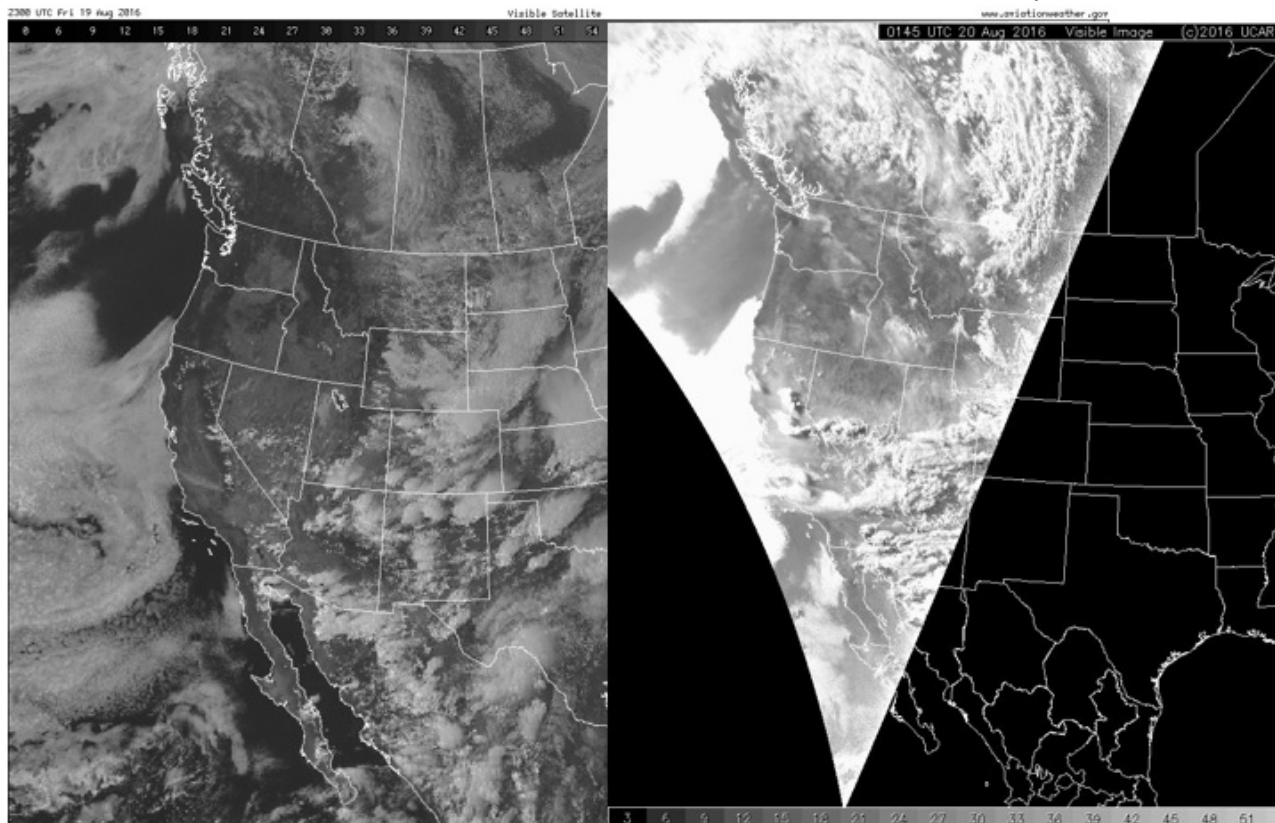 2300 UTC Fri 19 Aug 2016 Visible Satellite www.aviationweather.gov
0 6 9 12 15 18 21 24 27 30 33 36 39 42 45 48 51 54
0145 UTC 20 Aug 2016 Visible Image (c)2016 UCAR
3 6 9 12 15 18 21 24 27 30 33 36 39 42 45 48 51